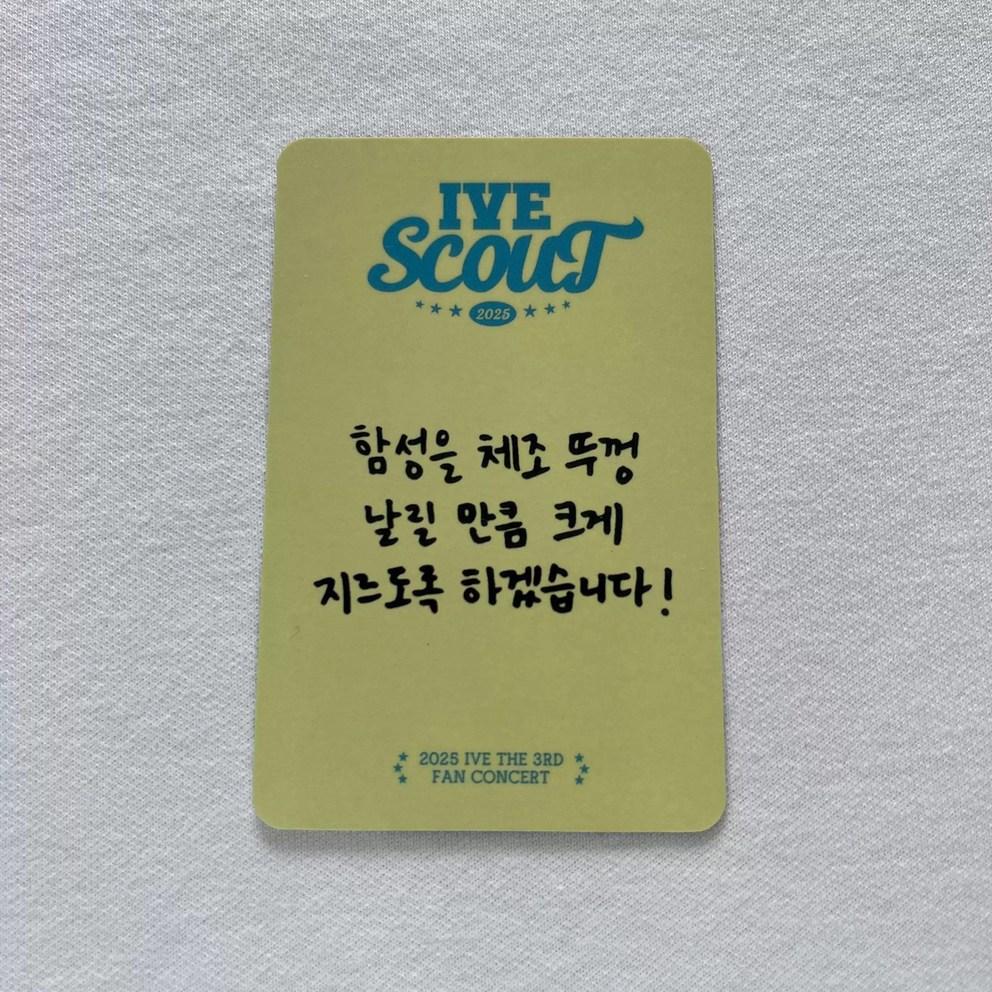 IVE
SCOUT
2025
함성을 체조 뚜껑
날릴 만큼 크게
지르도록 하겠습니다!
2025 IVE THE 3RD
FAN CONCERT